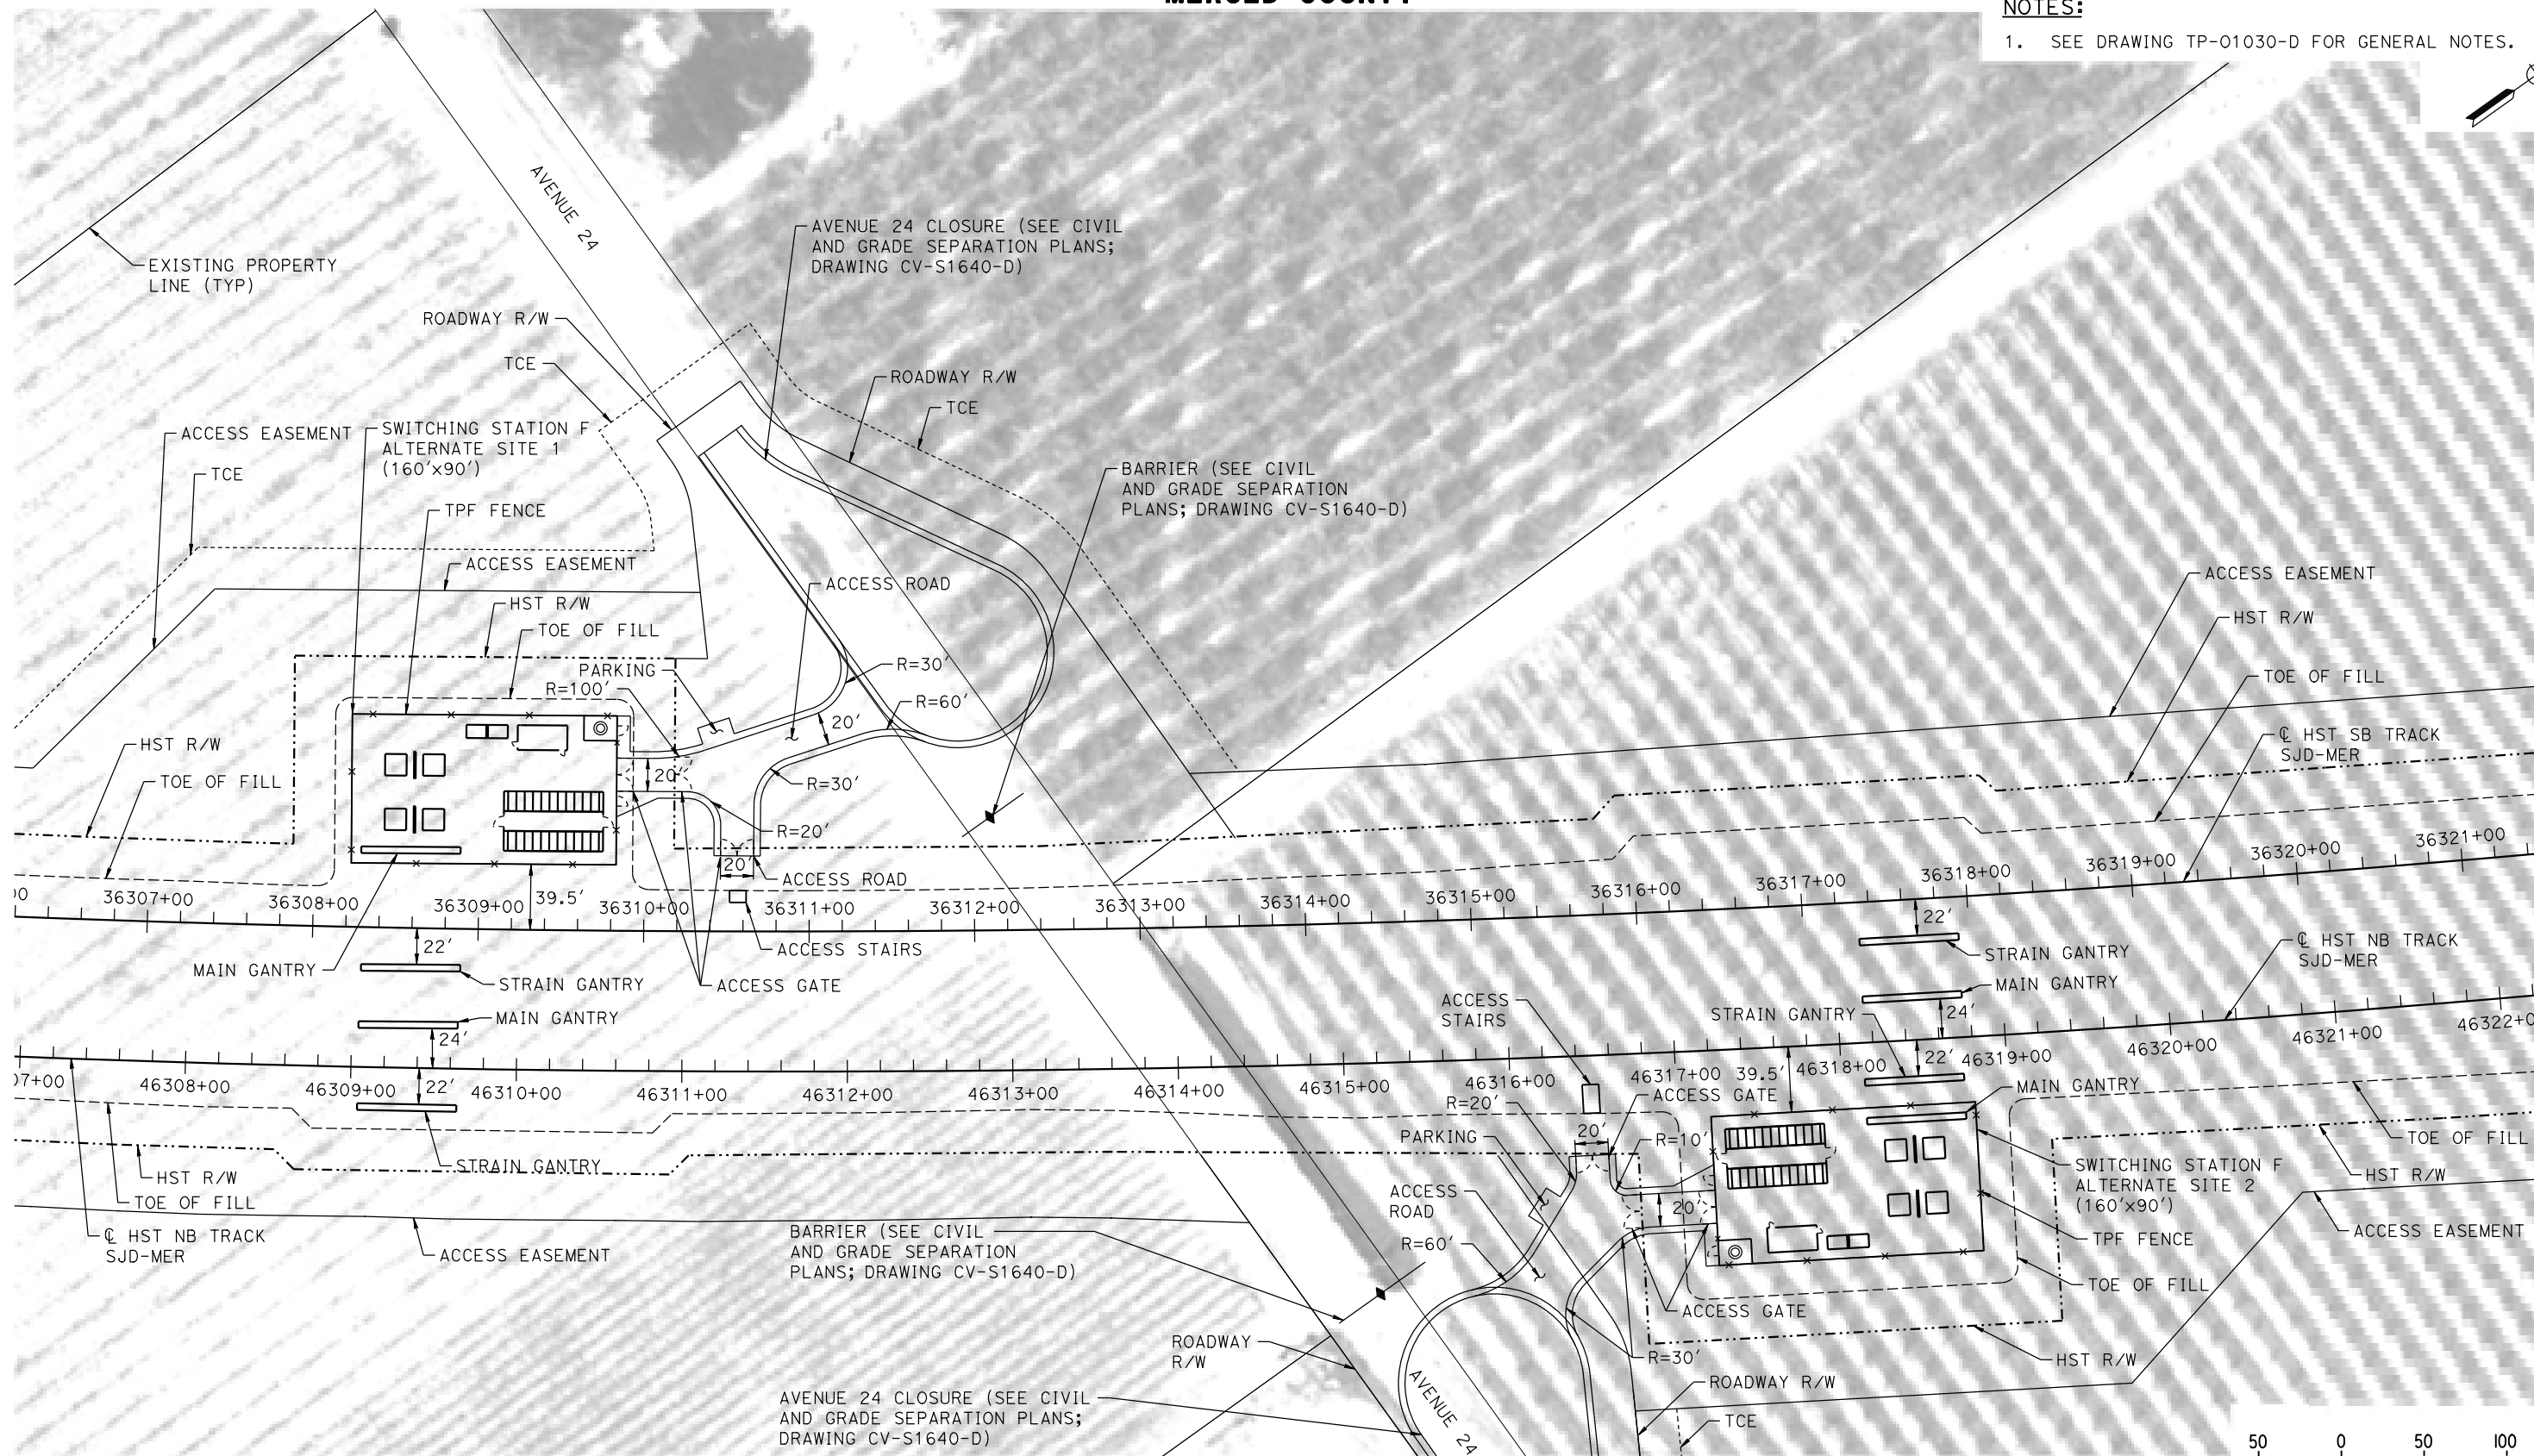 MERCED COUNTY
NOTES:
1. SEE DRAWING TP-O1030-D FOR GENERAL NOTES.
AVENUE 24
AVENUE 24 CLOSURE (SEE CIVIL
AND GRADE SEPARATION PLANS;
DRAWING CV-S1640-D)
EXISTING PROPERTY
LINE (TYP)
ROADWAY R/W
TCE
ROADWAY R/W
TCE
ACCESS EASEMENT
SWITCHING STATION F
ALTERNATE SITE 1
(160'x90')
TCE
BARRIER (SEE CIVIL
AND GRADE SEPARATION
PLANS; DRAWING CV-S1640-D)
TPF FENCE
ACCESS EASEMENT
ACCESS ROAD
HST R/W
TOE OF FILL
PARKING
R=30'
R=100'
R=60'
20'
ACCESS EASEMENT
HST R/W
TOE OF FILL
℄ HST SB TRACK
SJD-MER
HST R/W
TOE OF FILL
20'
R=30'
R=20'
20'
ACCESS ROAD
00
36307+00
36308+00
36309+00
39.5'
36310+00
36311+00
36312+00
36313+00
36314+00
36315+00
36316+00
36317+00
36318+00
36319+00
36320+00
36321+00
22'
ACCESS STAIRS
MAIN GANTRY
STRAIN GANTRY
ACCESS GATE
MAIN GANTRY
24'
22'
STRAIN GANTRY
℄ HST NB TRACK
SJD-MER
MAIN GANTRY
ACCESS
STAIRS
STRAIN GANTRY
24'
07+00
46308+00
46309+00
22'
46310+00
46311+00
46312+00
46313+00
46314+00
46315+00
46316+00
46317+00
39.5'
46318+00
22'
46319+00
46320+00
46321+00
46322+0
MAIN GANTRY
ACCESS GATE
R=20'
PARKING
20'
R=10'
STRAIN GANTRY
HST R/W
TOE OF FILL
TOE OF FILL
HST R/W
SWITCHING STATION F
ALTERNATE SITE 2
(160'x90')
ACCESS
ROAD
20'
℄ HST NB TRACK
SJD-MER
ACCESS EASEMENT
BARRIER (SEE CIVIL
AND GRADE SEPARATION
PLANS; DRAWING CV-S1640-D)
R=60'
TPF FENCE
ACCESS EASEMENT
TOE OF FILL
ACCESS GATE
ROADWAY
R/W
R=30'
HST R/W
AVENUE 24 CLOSURE (SEE CIVIL
AND GRADE SEPARATION PLANS;
DRAWING CV-S1640-D)
AVENUE 24
ROADWAY R/W
TCE
50 0 50 100